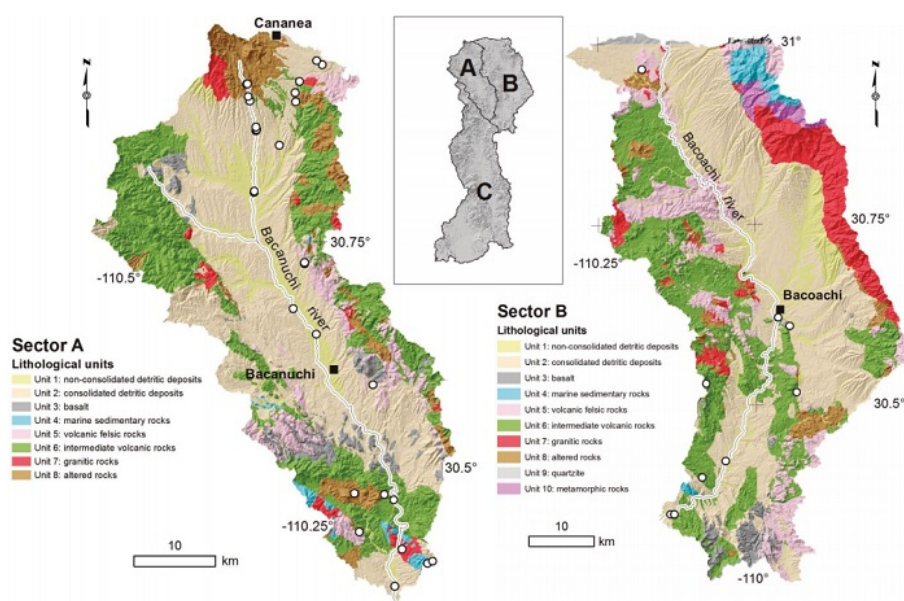 Cananea
N
Bacanuchi
river
30.75°
-110.5°
Sector A
Lithological units
Unit 1: non-consolidated detritic deposits
Unit 2: consolidated detritic deposits
Unit 3: basalt
Unit 4: marine sedimentary rocks
Unit 5: volcanic felsic rocks
Unit 6: intermediate volcanic rocks
Unit 7: granitic rocks
Unit 8: altered rocks
Bacanuchi
30.5°
-110.25°
10
km
A
B
C
31°
N
Bacoachi
river
30.75°
-110.25°
Bacoachi
Sector B
Lithological units
Unit 1: non-consolidated detritic deposits
Unit 2: consolidated detritic deposits
Unit 3: basalt
Unit 4: marine sedimentary rocks
Unit 5: volcanic felsic rocks
Unit 6: intermediate volcanic rocks
Unit 7: granitic rocks
Unit 8: altered rocks
Unit 9: quartzite
Unit 10: metamorphic rocks
30.5°
-110°
10
km